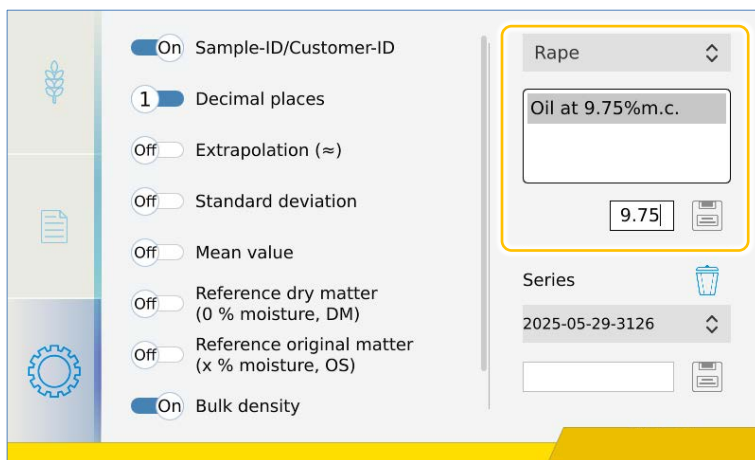 On Sample-ID/Customer-ID
1 Decimal places
Off Extrapolation (≈)
Off Standard deviation
Off Mean value
Off Reference dry matter
(0 % moisture, DM)
Off Reference original matter
(x % moisture, OS)
On Bulk density
Rape
Oil at 9.75%m.c.
9.75
Series
2025-05-29-3126